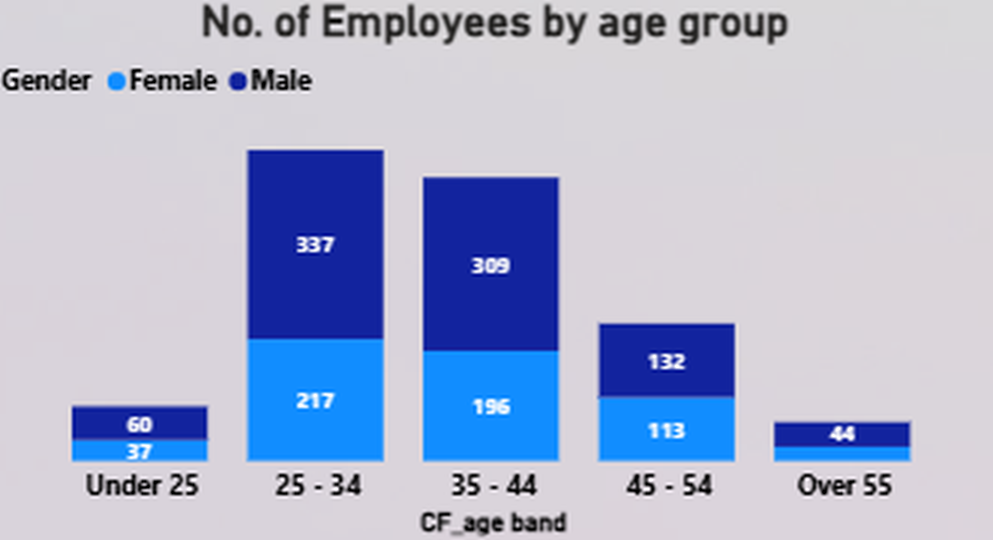 No. of Employees by age group
Gender Female Male
337
309
217
196
132
113
60
37
44
Under 25 25 - 34 35 - 44 45 - 54 Over 55
CF_age band